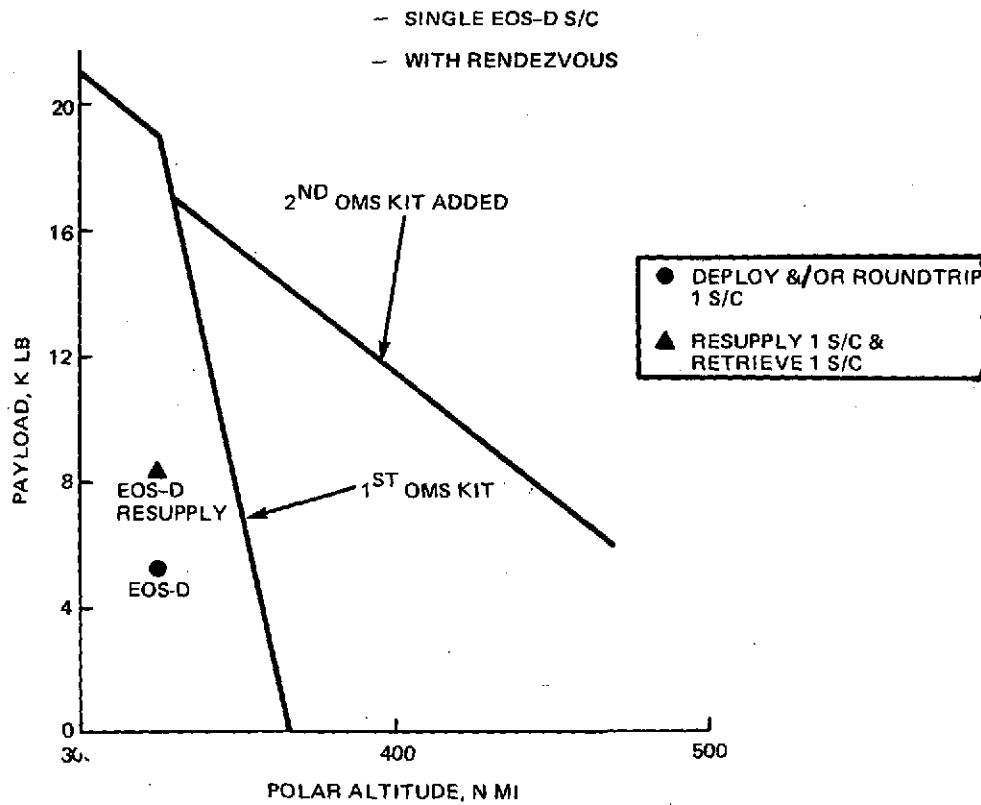 – SINGLE EOS–D S/C
– WITH RENDEZVOUS
20
16
12
8
4
0
PAYLOAD, K LB
2ND OMS KIT ADDED
1ST OMS KIT
EOS–D
RESUPPLY
EOS-D
● DEPLOY &/OR ROUNDTRIP
1 S/C
▲ RESUPPLY 1 S/C &
RETRIEVE 1 S/C
400
500
POLAR ALTITUDE, N MI